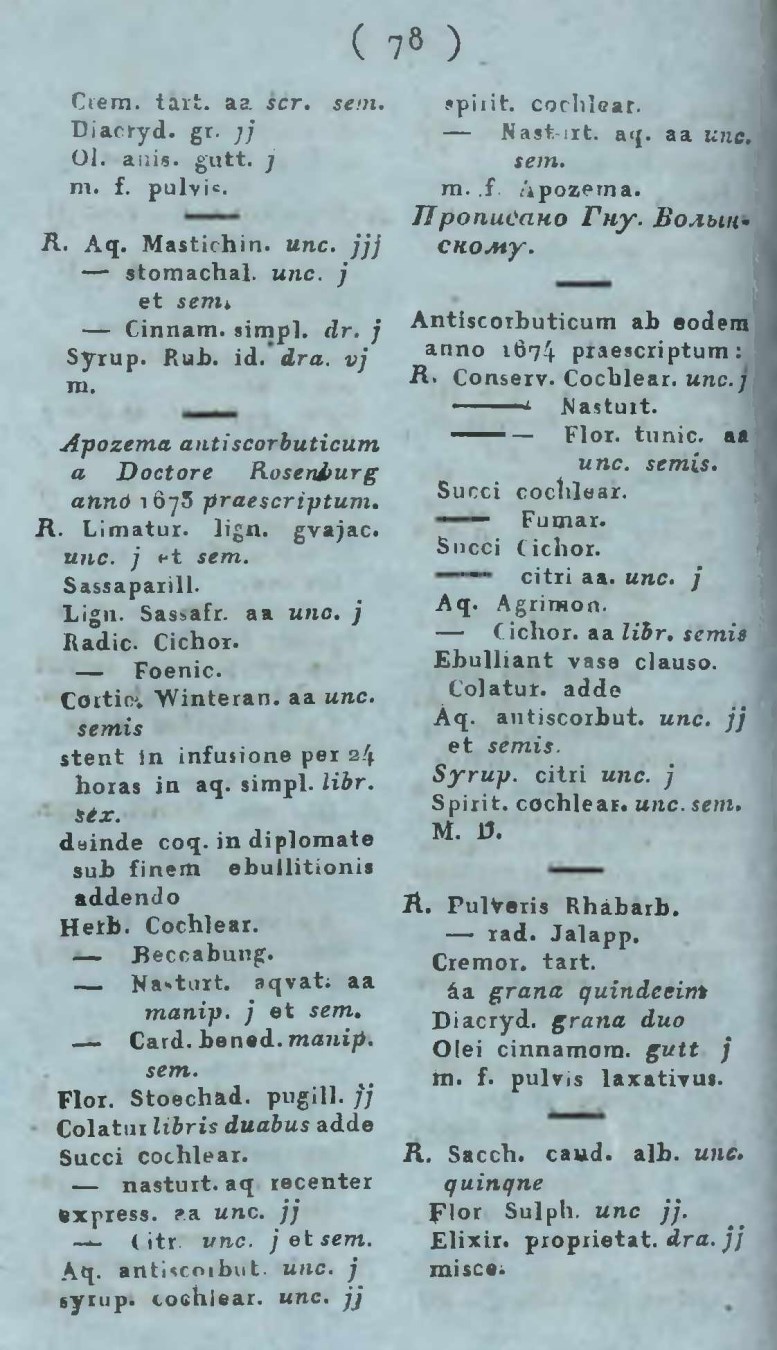 ( 78 )
Crem. tart. aa scr. sem.
Diacryd. gr. jj
Ol. anis. gutt. j
m. f. pulvis.
R. Aq. Mastichin. unc. jjj
— stomachal. unc. j
et sem.
— Cinnam. simpl. dr. j
Syrup. Rub. id. dra. vj
m.
Apozema antiscorbuticum
a Doctore Rosenburg
anno 1673 praescriptum.
R. Limatur. lign. gvajac.
unc. j et sem.
Sassaparill.
Lign. Sassafr. aa unc. j
Radic. Cichor.
— Foenic.
Cortic. Winteran. aa unc.
semis
stent in infusione per 24
horas in aq. simpl. libr.
sex.
deinde coq. in diplomate
sub finem ebullitionis
addendo
Herb. Cochlear.
— Beccabung.
— Nasturt. aqvat. aa
manip. j et sem.
— Card. bened. manip.
sem.
Flor. Stoechad. pugill. jj
Colatur libris duabus adde
Succi cochlear.
— nasturt. aq recenter
express. aa unc. jj
— Citr. unc. j et sem.
Aq. antiscorbut. unc. j
syrup. cochlear. unc. jj
spirit. cochlear.
— Nasturt. aq. aa unc.
sem.
m. f. Apozema.
Прописано Гну. Волын-
скому.
Antiscorbuticum ab eodem
anno 1674 praescriptum:
R. Conserv. Cochlear. unc. j
— Nasturt.
— — Flor. tunic. aa
unc. semis.
Succi cochlear.
— Fumar.
Succi Cichor.
— citri aa. unc. j
Aq. Agrimon.
— Cichor. aa libr. semis
Ebulliant vase clauso.
Colatur. adde
Aq. antiscorbut. unc. jj
et semis.
Syrup. citri unc. j
Spirit. cochlear. unc. sem.
M. D.
R. Pulveris Rhabarb.
— rad. Jalapp.
Cremor. tart.
aa grana quindecim
Diacryd. grana duo
Olei cinnamom. gutt j
m. f. pulvis laxativus.
R. Sacch. caud. alb. unc.
quinqne
Flor Sulph. unc jj.
Elixir. proprietat. dra. jj
misce.